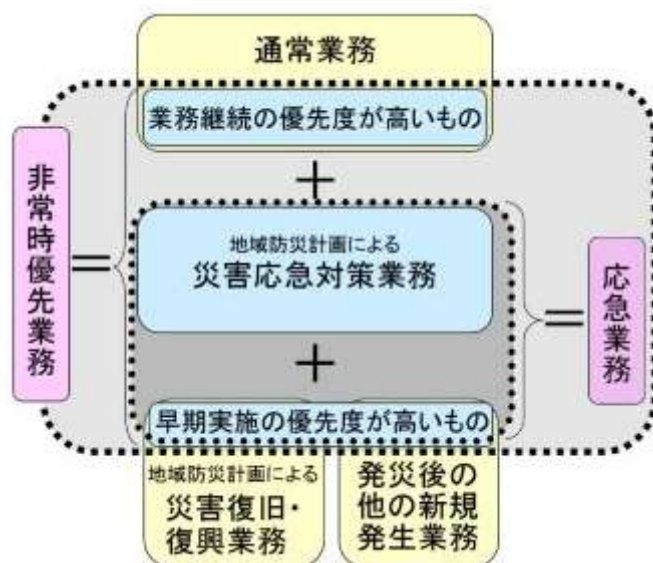 通常業務
業務継続の優先度が高いもの
+
非常時優先業務
=
地域防災計画による
災害応急対策業務
=
応急業務
+
早期実施の優先度が高いもの
地域防災計画による
災害復旧・
復興業務
発災後の
他の新規
発生業務